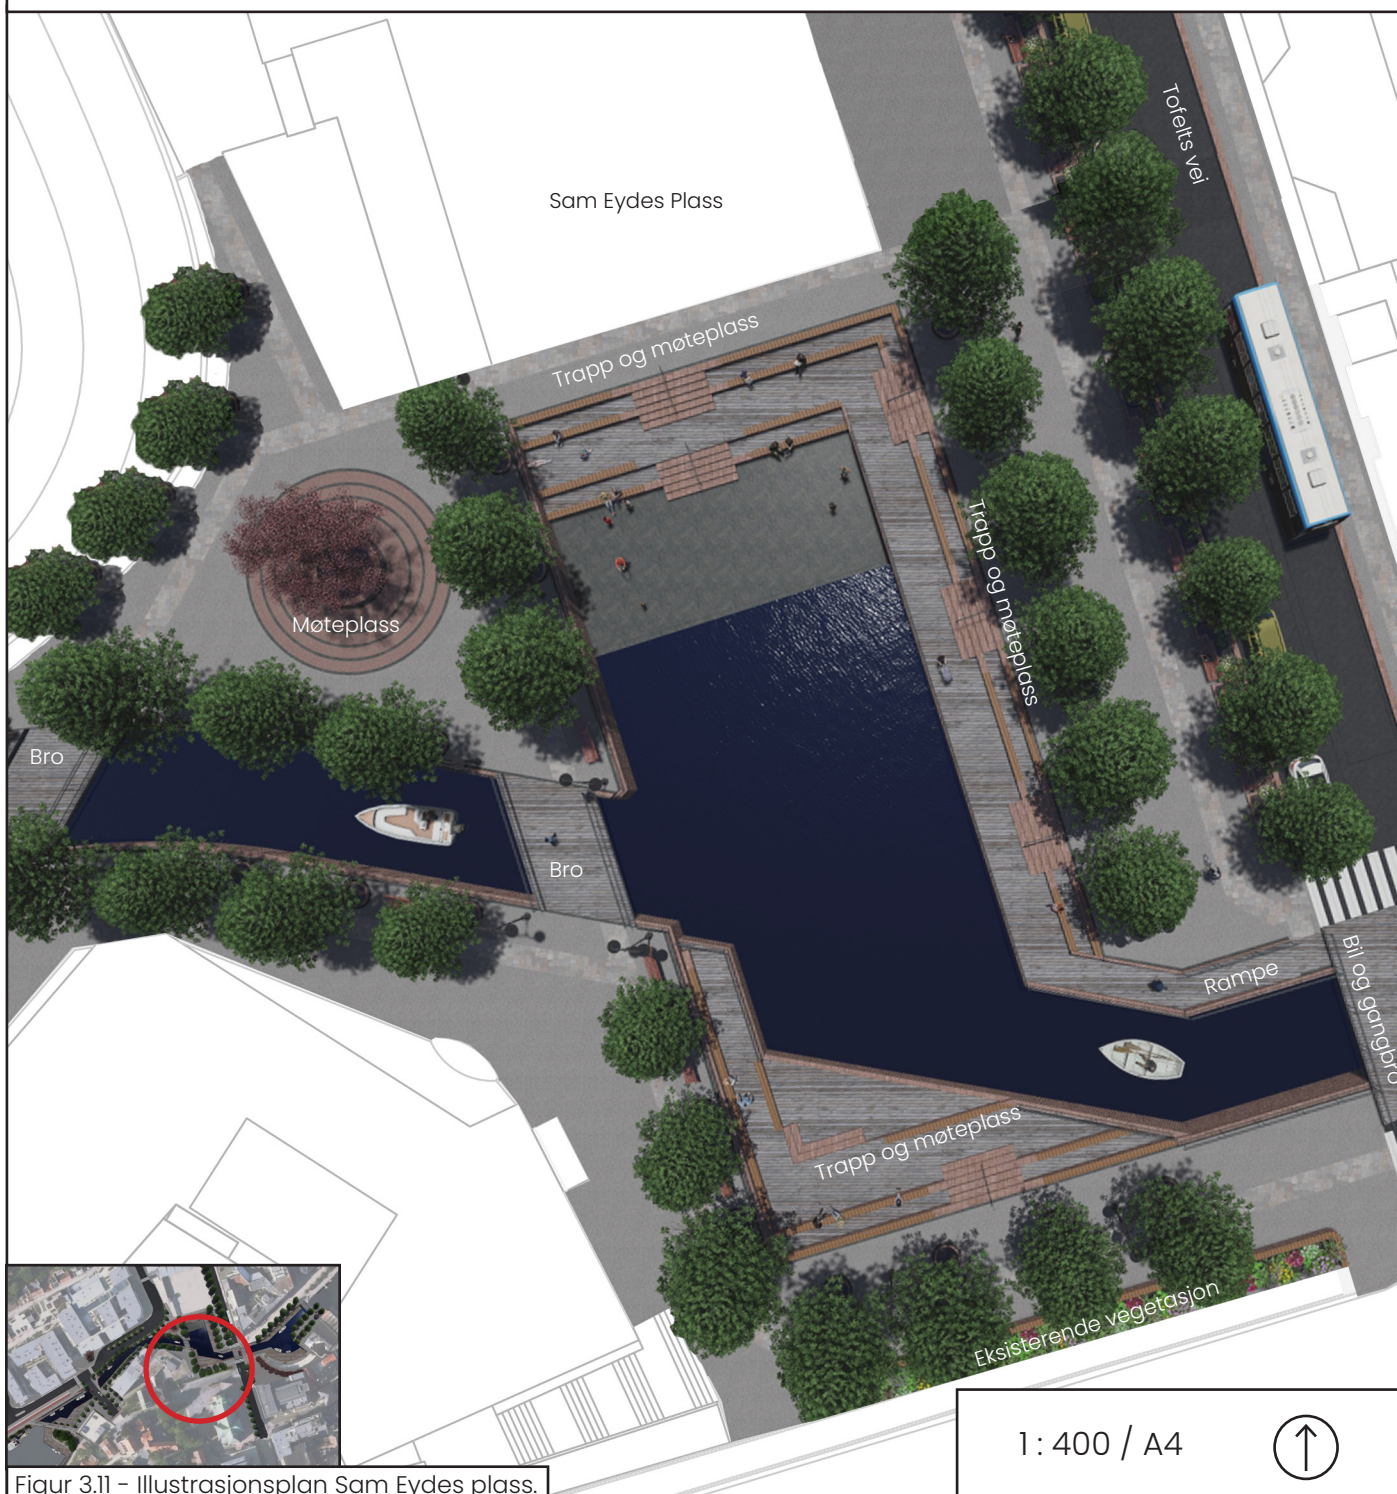 Tofelts vei
Sam Eydes Plass
Trapp og møteplass
Trapp og møteplass
Møteplass
Bro
Bro
Rampe
Bil og gangbro
Trapp og møteplass
Eksisterende vegetasjon
1 : 400 / A4
Figur 3.11 - Illustrasjonsplan Sam Eydes plass.